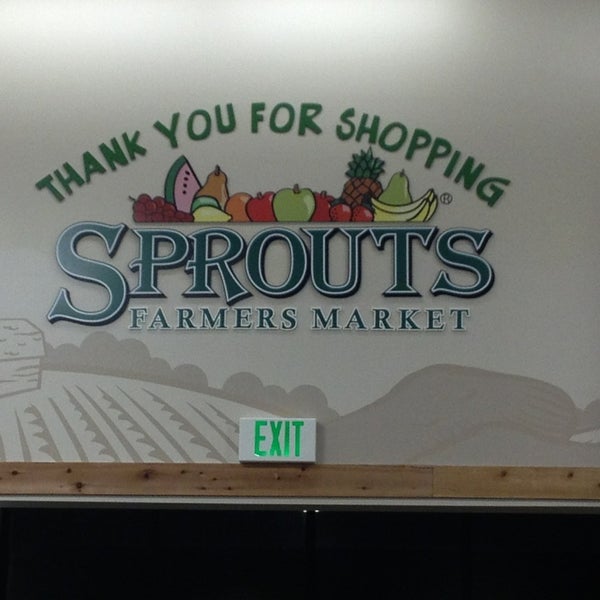 THANK YOU FOR SHOPPING
®
SPROUTS
FARMERS MARKET
EXIT